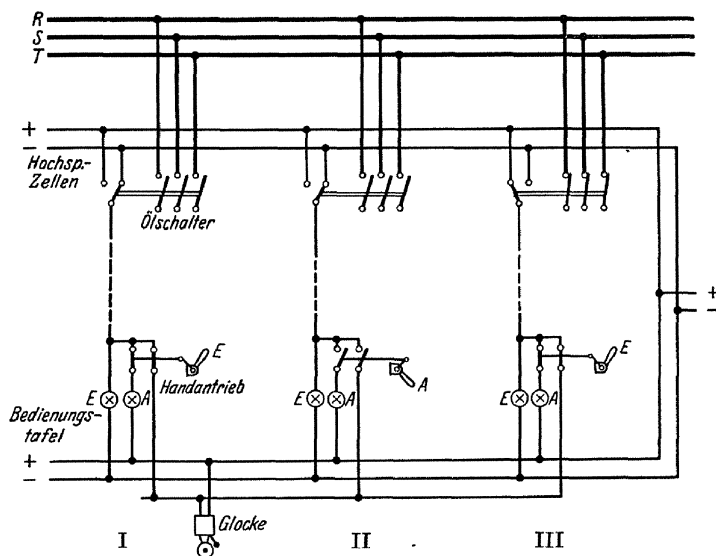 R
S
T
+
−
Hochsp.-
Zellen
Ölschalter
+
−
E
Handantrieb
A
E
E A
E A
E A
Bedienungs-
tafel
+
−
Glocke
I II III